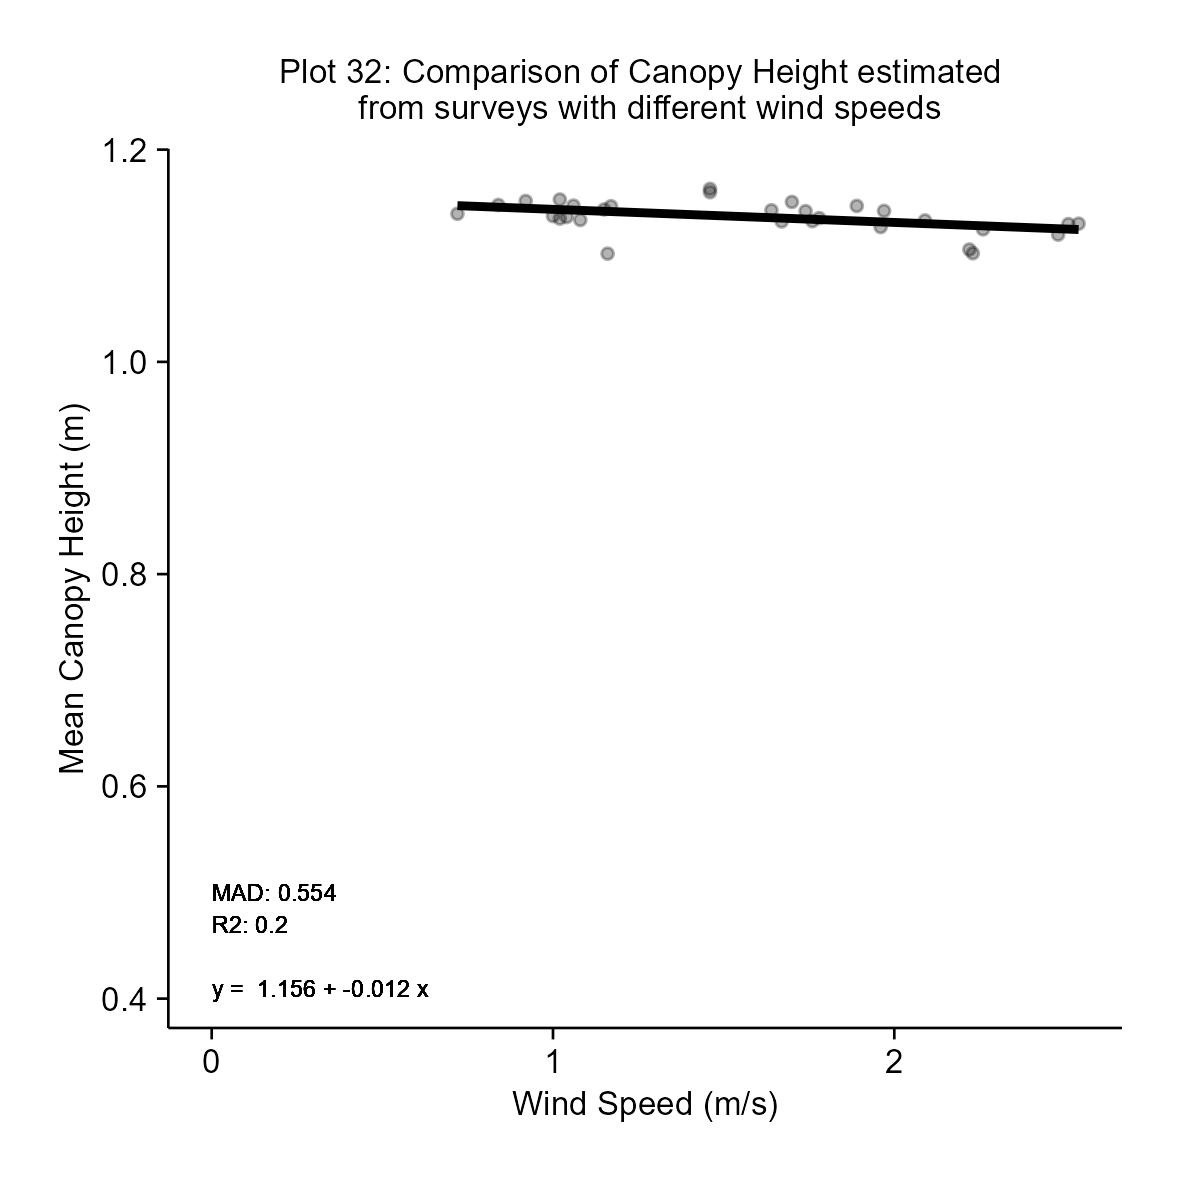 Plot 32: Comparison of Canopy Height estimated
from surveys with different wind speeds
1.2
1.0
0.8
0.6
0.4
Mean Canopy Height (m)
MAD: 0.554
R2: 0.2
y =  1.156 + -0.012 x
0
1
2
Wind Speed (m/s)